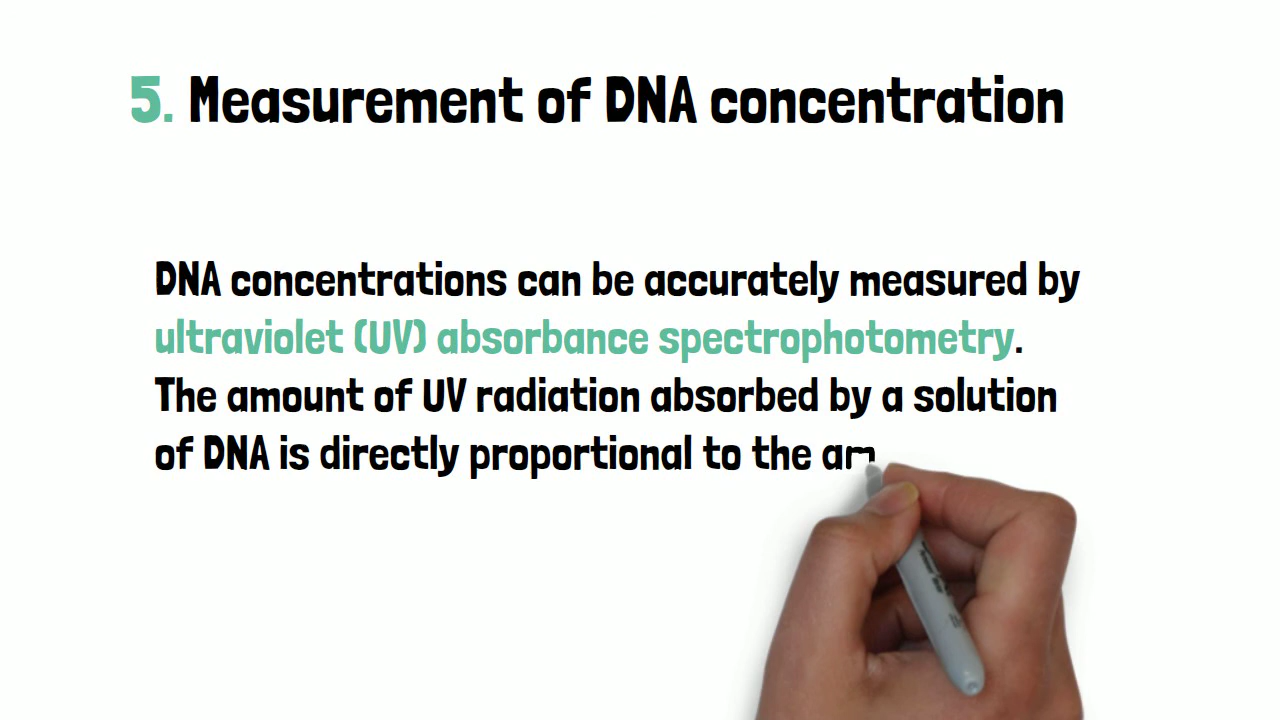 5. Measurement of DNA concentration
DNA concentrations can be accurately measured by
ultraviolet (UV) absorbance spectrophotometry.
The amount of UV radiation absorbed by a solution
of DNA is directly proportional to the am